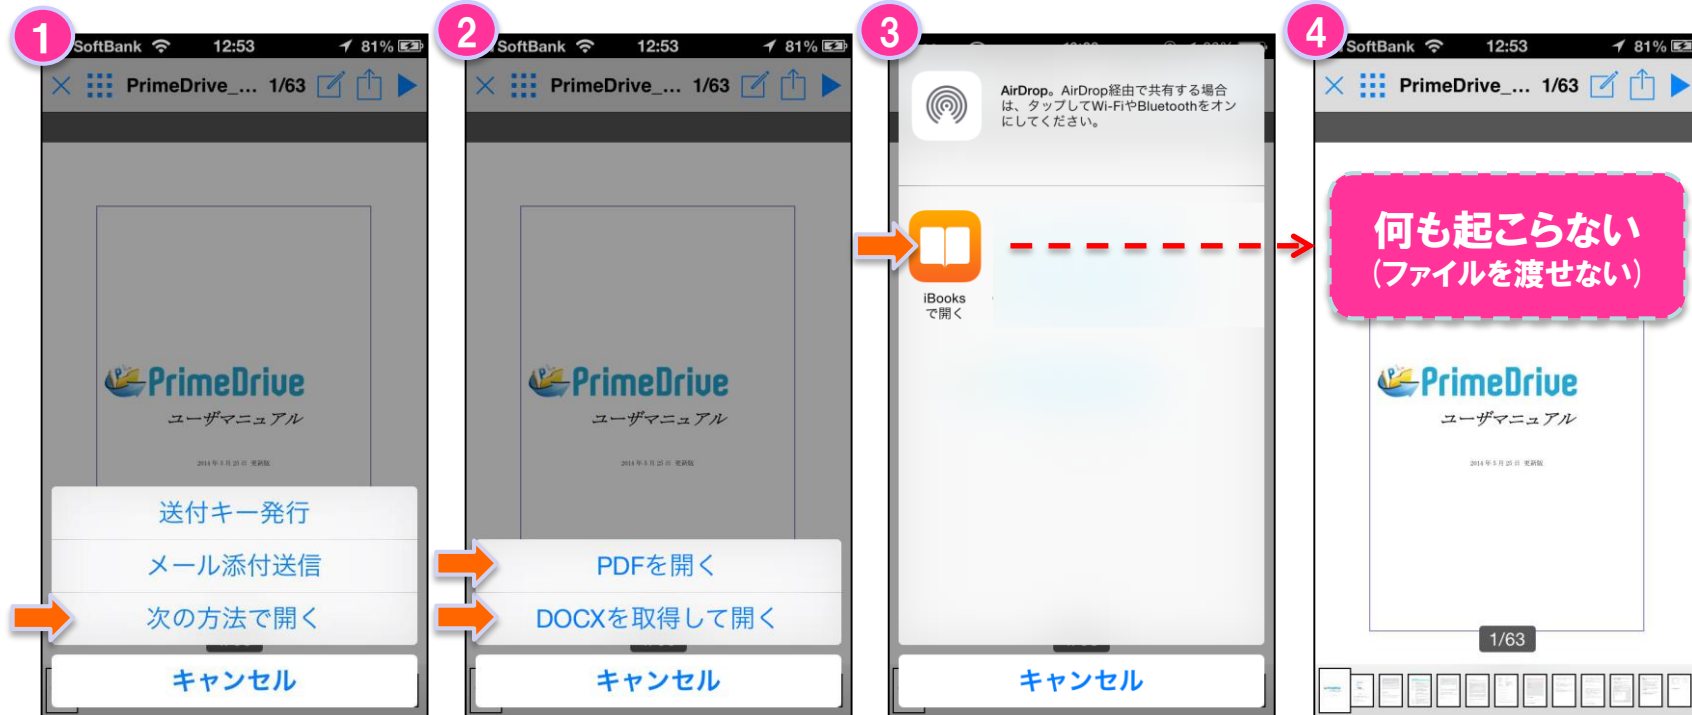 1
SoftBank 12:53 81%
PrimeDrive_... 1/63
PrimeDrive
ユーザマニュアル
送付キー発行
メール添付送信
次の方法で開く
キャンセル
2
SoftBank 12:53 81%
PrimeDrive_... 1/63
PrimeDrive
ユーザマニュアル
PDFを開く
DOCXを取得して開く
キャンセル
3
AirDrop。AirDrop経由で共有する場合
は、タップしてWi-FiやBluetoothをオン
にしてください。
iBooks
で開く
キャンセル
4
SoftBank 12:53 81%
PrimeDrive_... 1/63
何も起こらない
(ファイルを渡せない)
PrimeDrive
ユーザマニュアル
1/63